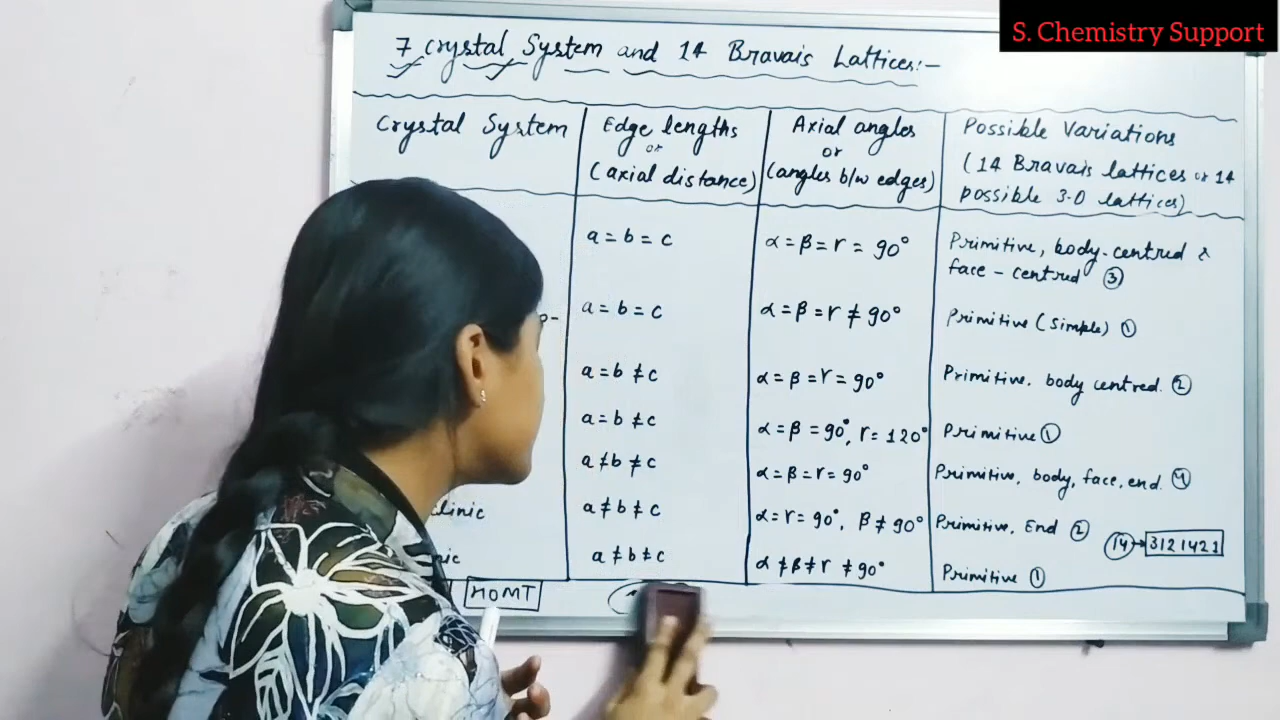 S. Chemistry Support
7 Crystal System and 14 Bravais Lattices:-
Crystal System
Edge lengths
or
(axial distance)
Axial angles
or
(angles b/w edges)
Possible Variations
(14 Bravais lattices or 14
possible 3-D lattices)
a = b = c
α = β = r = 90°
Primitive, body-centred &
face-centred ③
a = b = c
α = β = r ≠ 90°
Primitive (simple) ①
a = b ≠ c
α = β = r = 90°
Primitive. body centred. ②
a = b ≠ c
α = β = 90°, r = 120°
Primitive ①
a ≠ b ≠ c
α = β = r = 90°
Primitive, body, face, end. ④
clinic
a ≠ b ≠ c
α = r = 90°, β ≠ 90°
Primitive, End ②
14 → 3121421
nic
a ≠ b ≠ c
α ≠ β ≠ r ≠ 90°
Primitive ①
HOMT